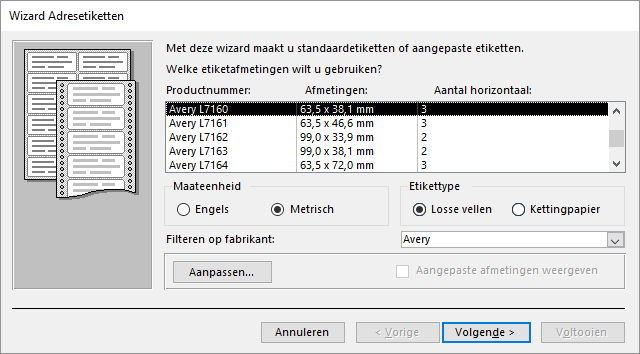 Wizard Adresetiketten
Met deze wizard maakt u standaardetiketten of aangepaste etiketten.
Welke etiketafmetingen wilt u gebruiken?
Productnummer: Afmetingen: Aantal horizontaal:
Avery L7160 63,5 x 38,1 mm 3
Avery L7161 63,5 x 46,6 mm 3
Avery L7162 99,0 x 33,9 mm 2
Avery L7163 99,0 x 38,1 mm 2
Avery L7164 63,5 x 72,0 mm 3
Maateenheid Etikettype
Engels Metrisch Losse vellen Kettingpapier
Filteren op fabrikant: Avery
Aanpassen... Aangepaste afmetingen weergeven
Annuleren < Vorige Volgende > Voltooien